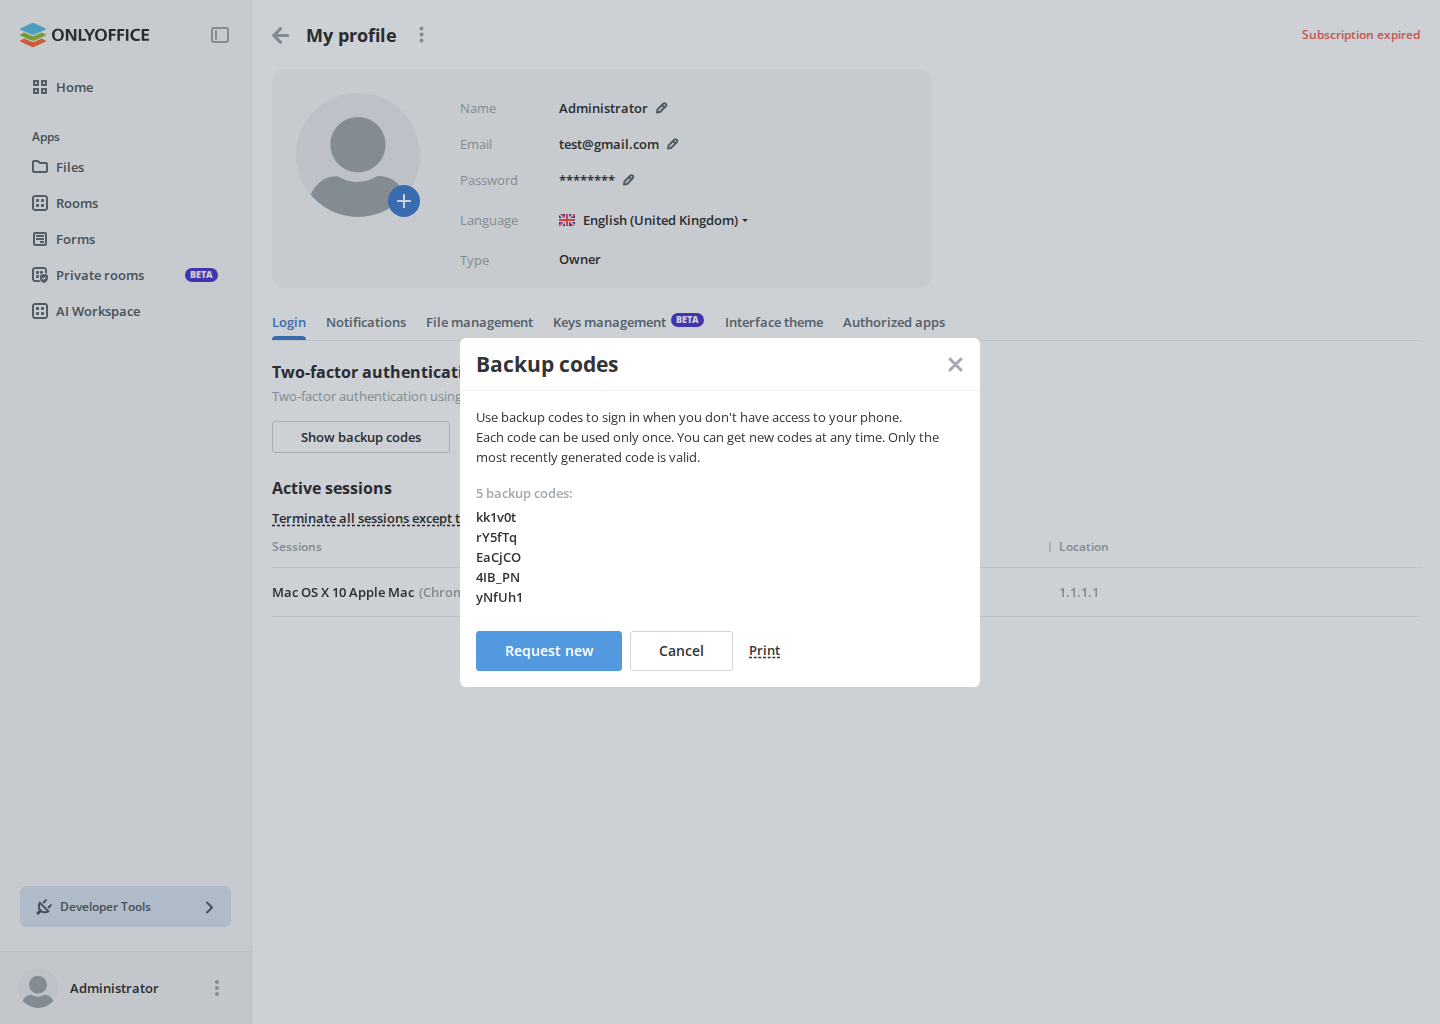 ONLYOFFICE
Home
Apps
Files
Rooms
Forms
Private rooms BETA
AI Workspace
Developer Tools
Administrator
My profile
Subscription expired
Name Administrator
Email test@gmail.com
Password ********
Language English (United Kingdom)
Type Owner
Login Notifications File management Keys management BETA Interface theme Authorized apps
Two-factor authenticati
Two-factor authentication using
Show backup codes
Active sessions
Terminate all sessions except t
Sessions Location
Mac OS X 10 Apple Mac (Chrom 1.1.1.1
Backup codes
Use backup codes to sign in when you don't have access to your phone.
Each code can be used only once. You can get new codes at any time. Only the
most recently generated code is valid.
5 backup codes:
kk1v0t
rY5fTq
EaCjCO
4IB_PN
yNfUh1
Request new Cancel Print